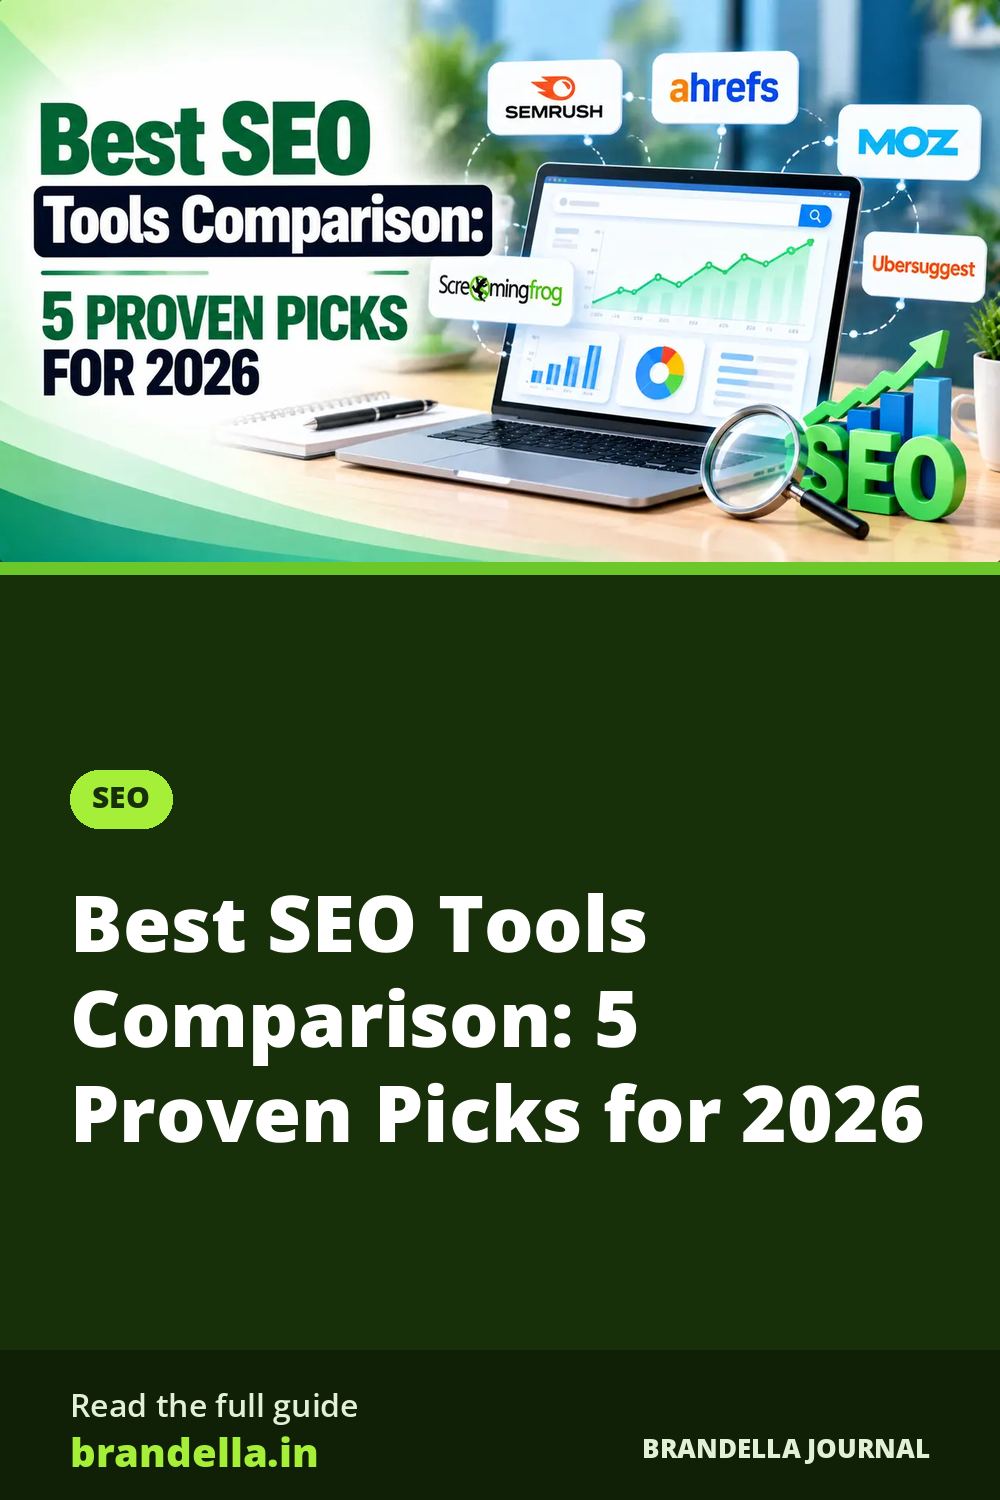 Best SEO
Tools Comparison:
5 PROVEN PICKS
FOR 2026
SEMRUSH
ahrefs
MOZ
Ubersuggest
Screamingfrog
SEO
SEO
Best SEO Tools
Comparison: 5
Proven Picks for 2026
Read the full guide
brandella.in
BRANDELLA JOURNAL